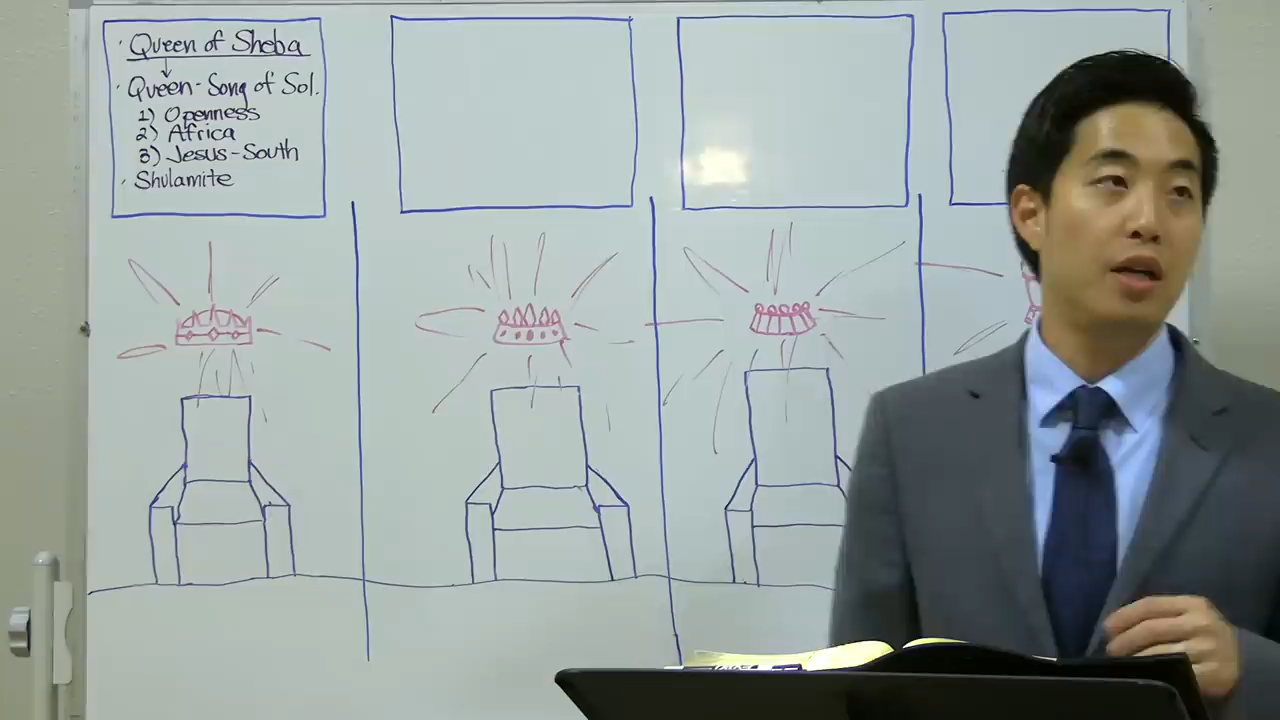 · Queen of Sheba
· Queen-Song of Sol.
1) Openness
2) Africa
3) Jesus-South
· Shulamite